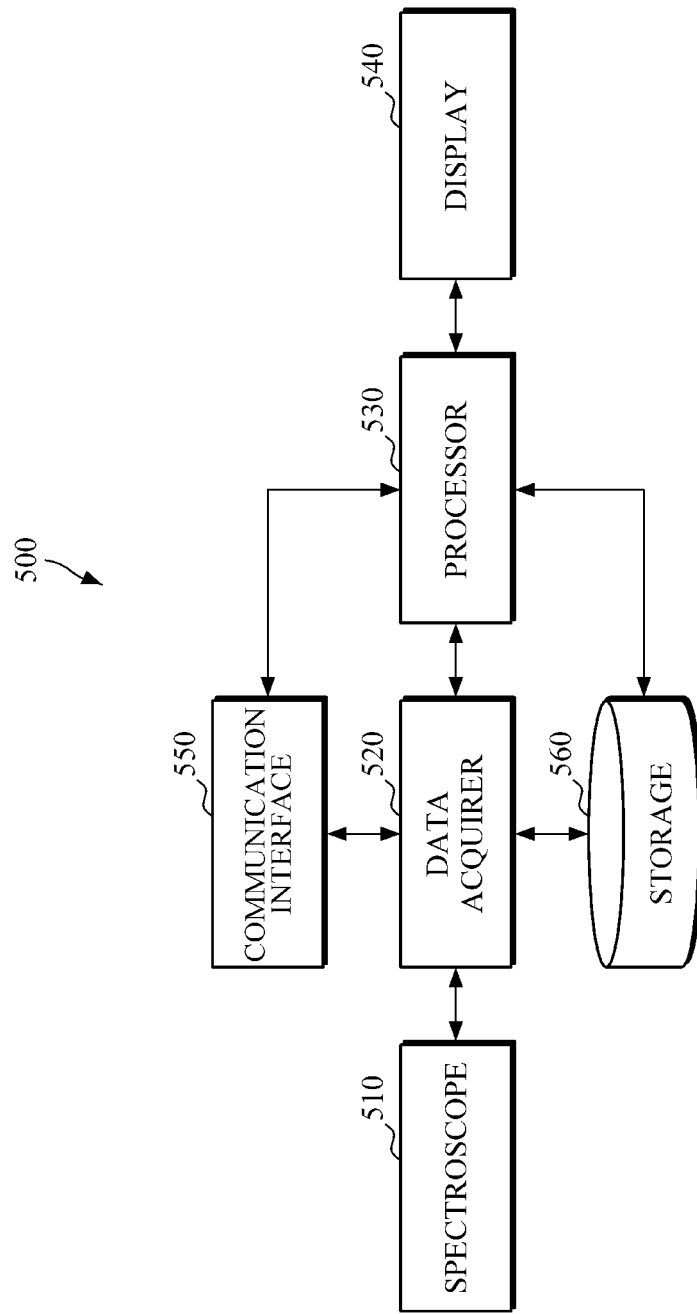 500
550
COMMUNICATION
INTERFACE
510
SPECTROSCOPE
520
DATA
ACQUIRER
530
PROCESSOR
540
DISPLAY
560
STORAGE